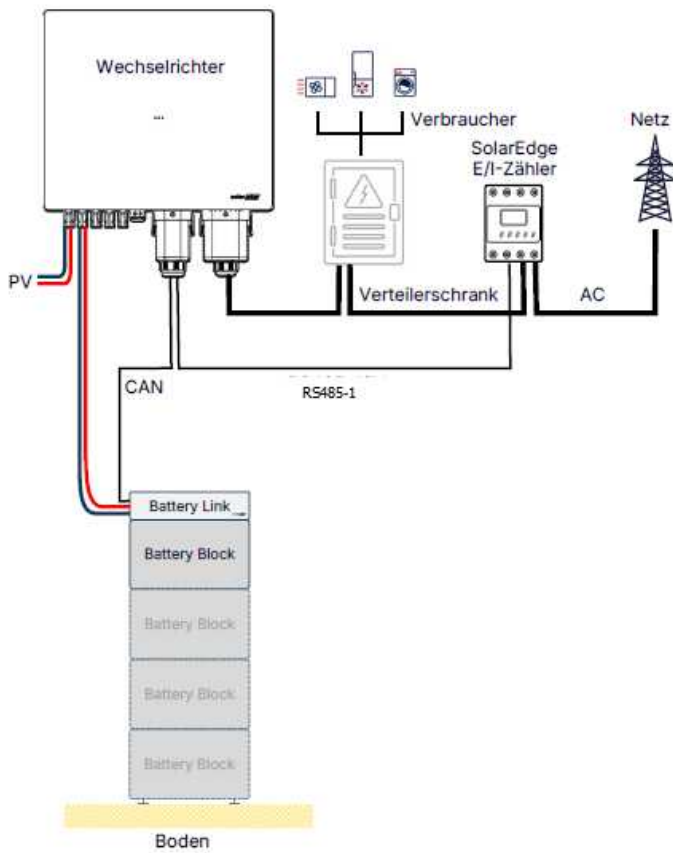 Wechselrichter
...
Verbraucher
Netz
SolarEdge
E/I-Zähler
PV
Verteilerschrank
AC
CAN
RS485-1
Battery Link
Battery Block
Battery Block
Battery Block
Battery Block
Boden